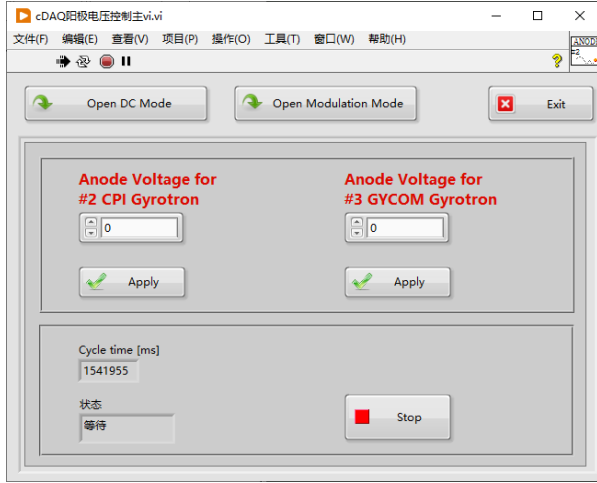 cDAQ阳极电压控制主vi.vi
文件(F) 编辑(E) 查看(V) 项目(P) 操作(O) 工具(T) 窗口(W) 帮助(H)
ANOD
#2
Open DC Mode
Open Modulation Mode
Exit
Anode Voltage for
#2 CPI Gyrotron
0
Apply
Anode Voltage for
#3 GYCOM Gyrotron
0
Apply
Cycle time [ms]
1541955
状态
等待
Stop